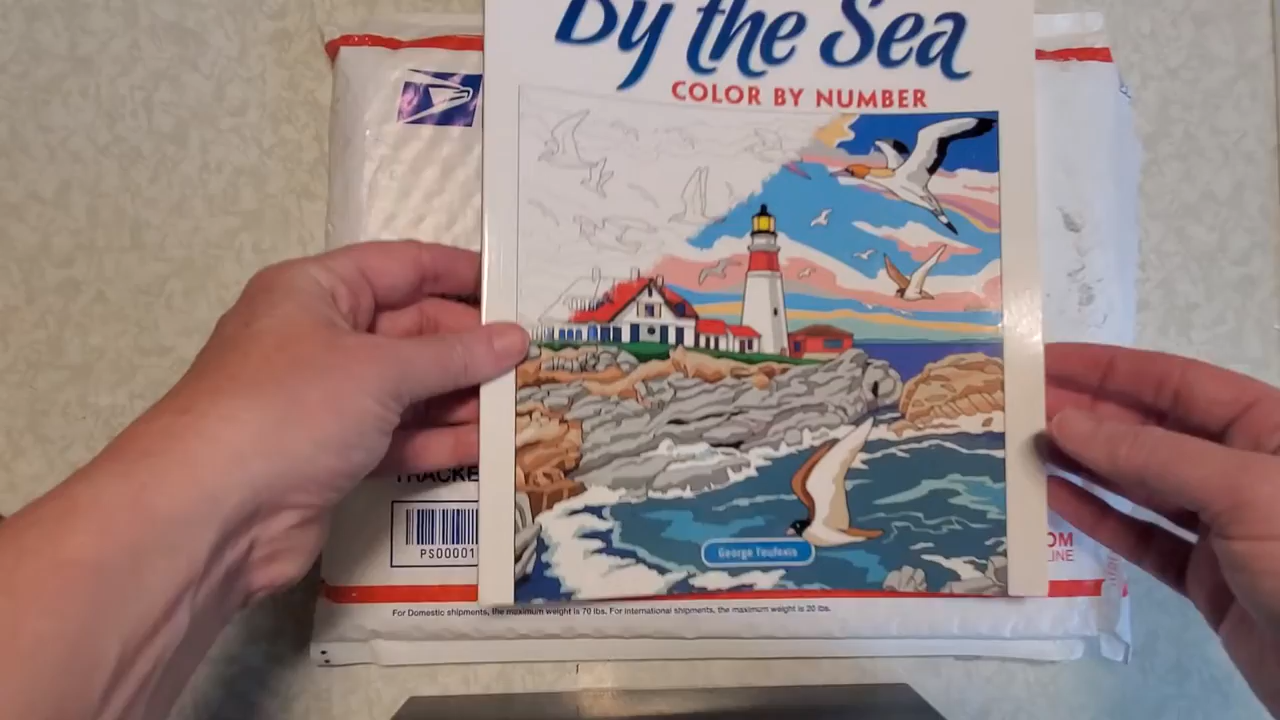 By the Sea
COLOR BY NUMBER
George Toufexis
TRACKE
PS00001
OM
LINE
For Domestic shipments, the maximum weight is 70 lbs. For international shipments, the maximum weight is 20 lbs.